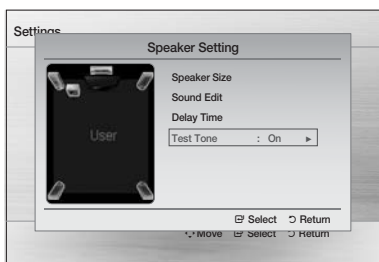 Settings
Speaker Setting
Speaker Size
Sound Edit
Delay Time
User
Test Tone : On ►
Select Return
Move Select Return